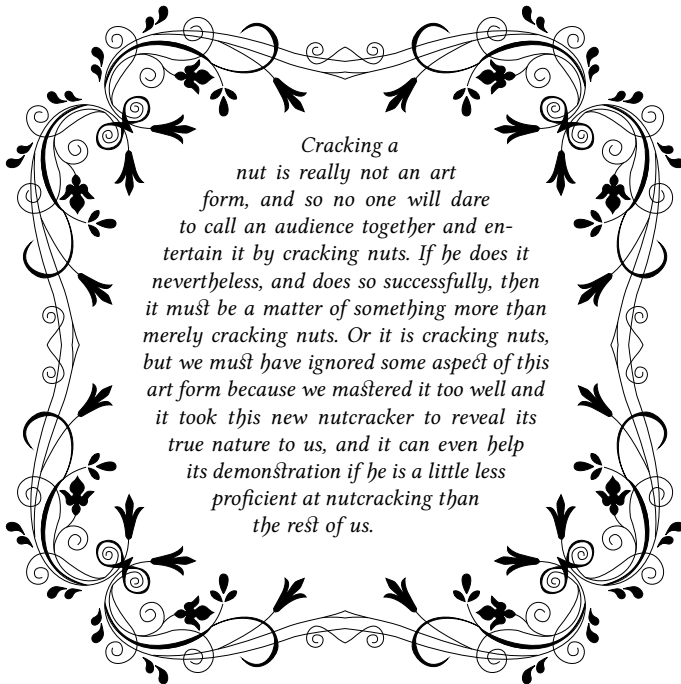 Cracking a
nut is really not an art
form, and so no one will dare
to call an audience together and en-
tertain it by cracking nuts. If he does it
nevertheless, and does so successfully, then
it must be a matter of something more than
merely cracking nuts. Or it is cracking nuts,
but we must have ignored some aspect of this
art form because we mastered it too well and
it took this new nutcracker to reveal its
true nature to us, and it can even help
its demonstration if he is a little less
proficient at nutcracking than
the rest of us.